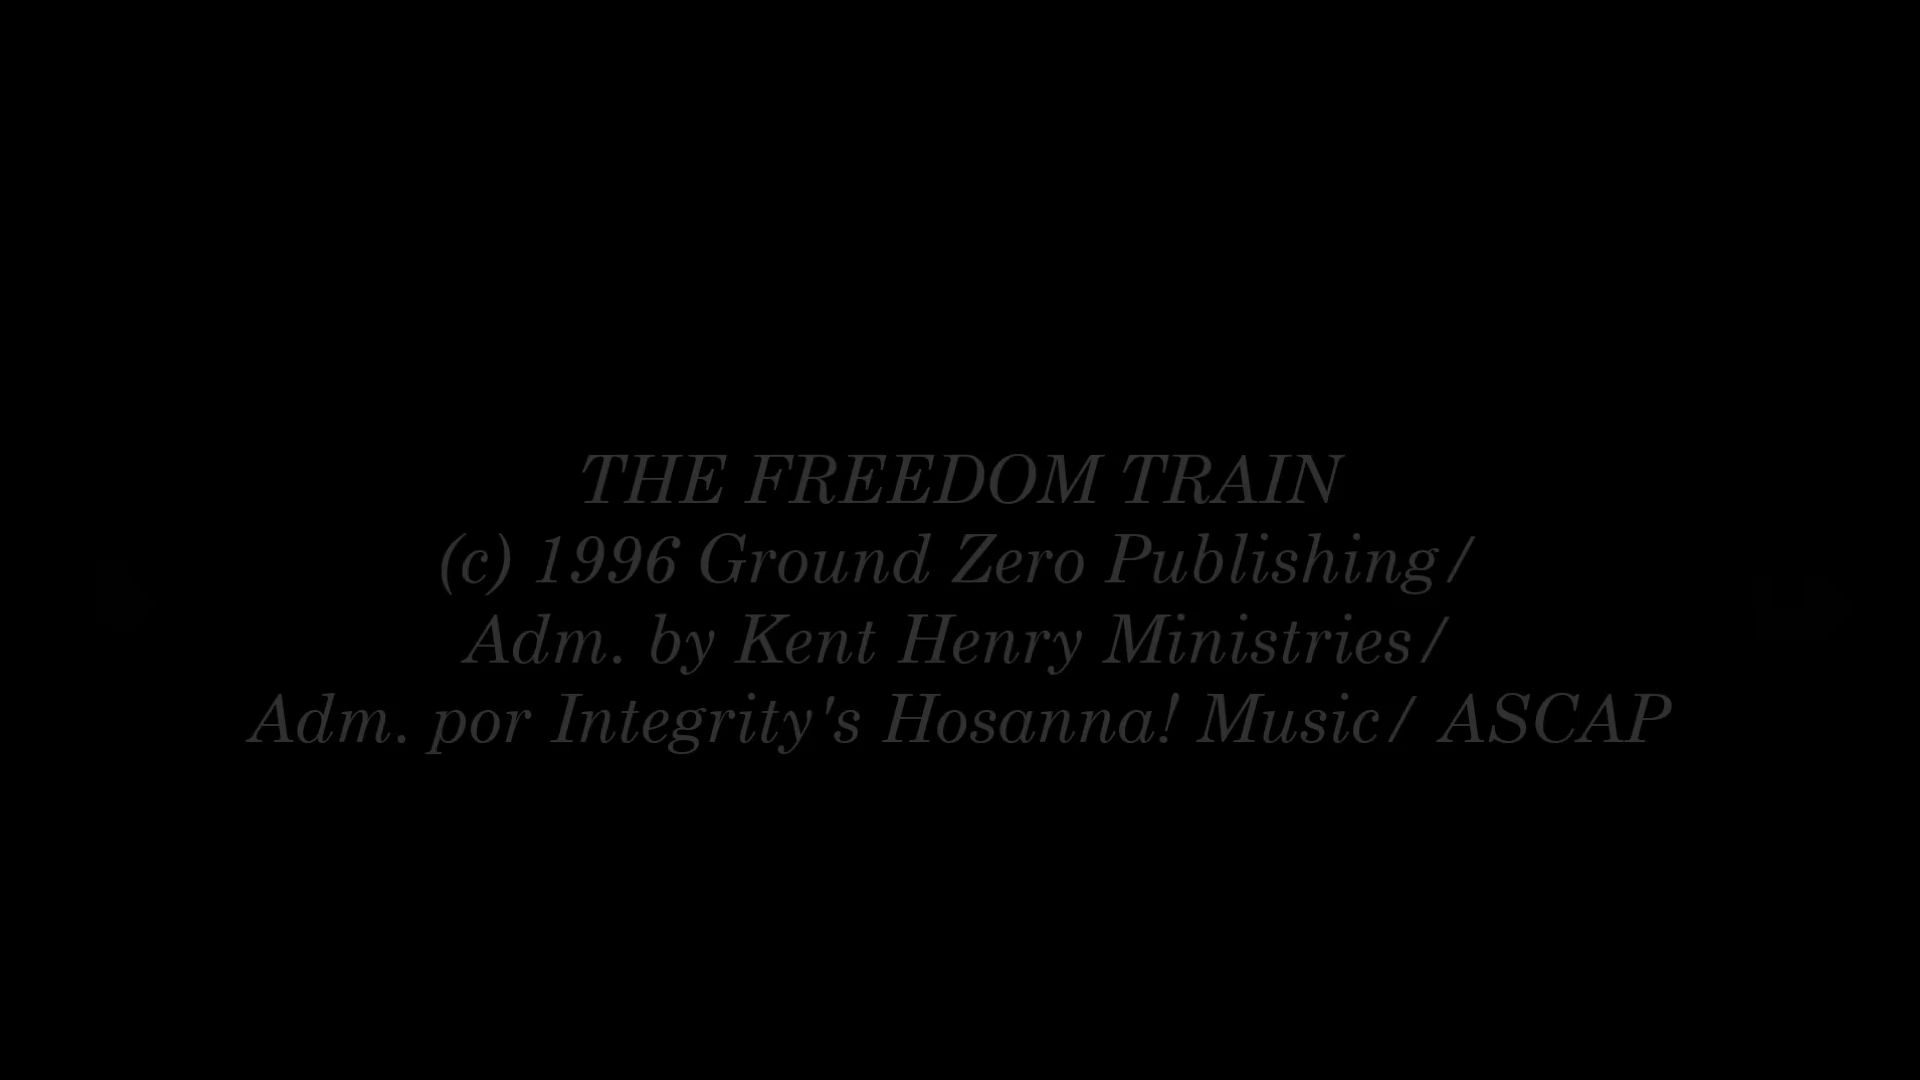 THE FREEDOM TRAIN
(c) 1996 Ground Zero Publishing/
Adm. by Kent Henry Ministries/
Adm. por Integrity's Hosanna! Music/ ASCAP